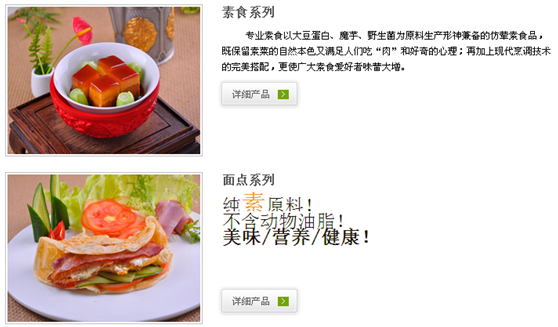 素食系列
专业素食以大豆蛋白、魔芋、野生菌为原料生产形神兼备的仿荤素食品，
既保留素菜的自然本色又满足人们吃“肉”和好奇的心理；再加上现代烹调技术
的完美搭配，更使广大素食爱好者味蕾大增。
详细产品
面点系列
纯素原料！
不含动物油脂！
美味/营养/健康！
详细产品